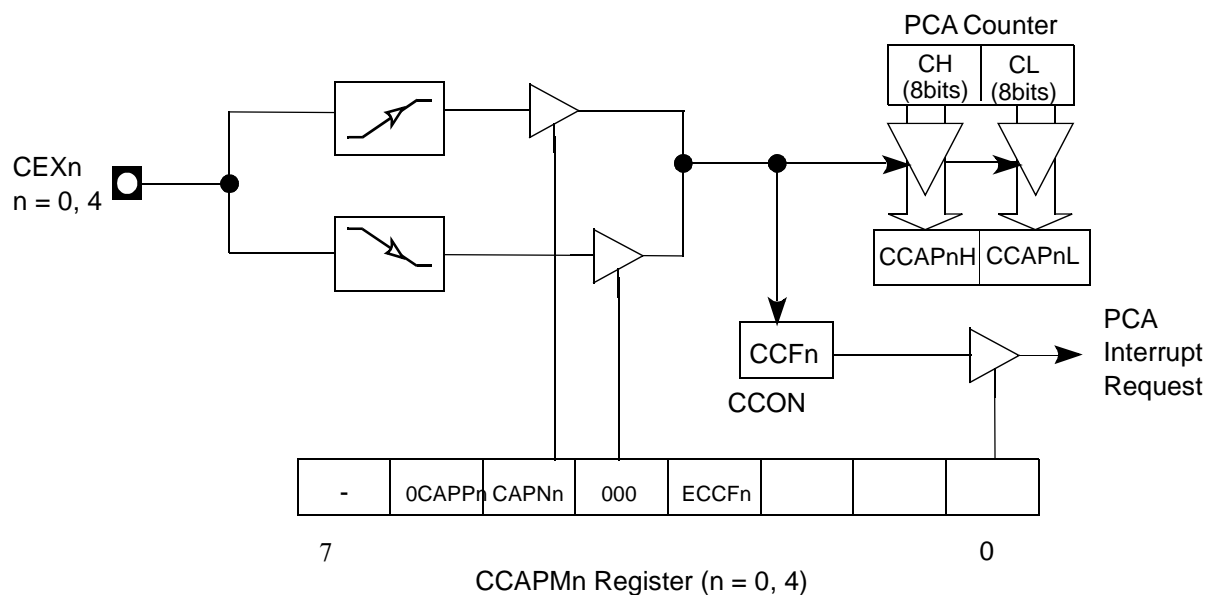 PCA Counter
CH CL
(8bits) (8bits)
CEXn
n = 0, 4
CCAPnH CCAPnL
PCA
CCFn Interrupt
Request
CCON
- 0CAPPn CAPNn 000 ECCFn
7 0
CCAPMn Register (n = 0, 4)